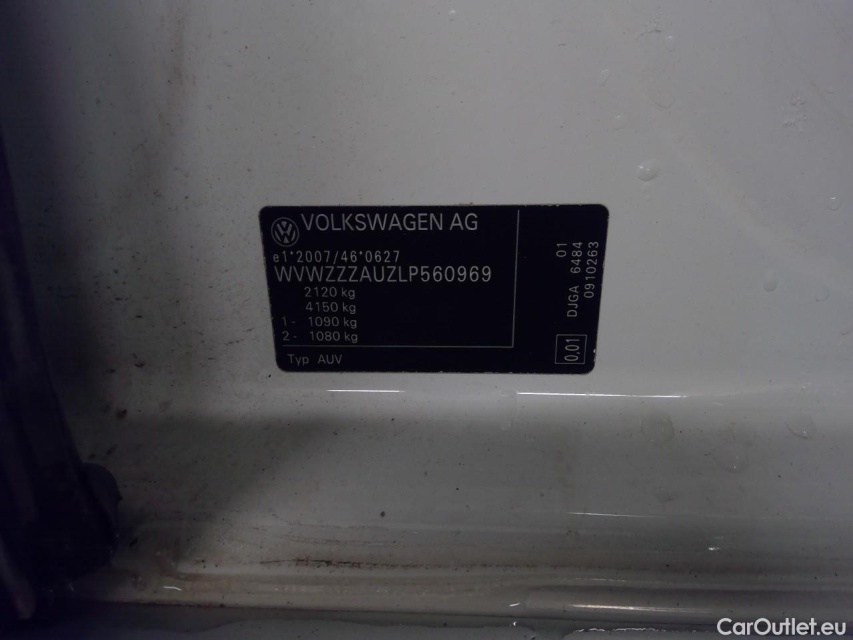 VOLKSWAGEN AG
e1*2007/46*0627
WVWZZZAUZLP560969
2120 kg
4150 kg
1- 1090 kg
2- 1080 kg
Typ AUV
01
DJGA 6484
0910263
0,01
CarOutlet.eu